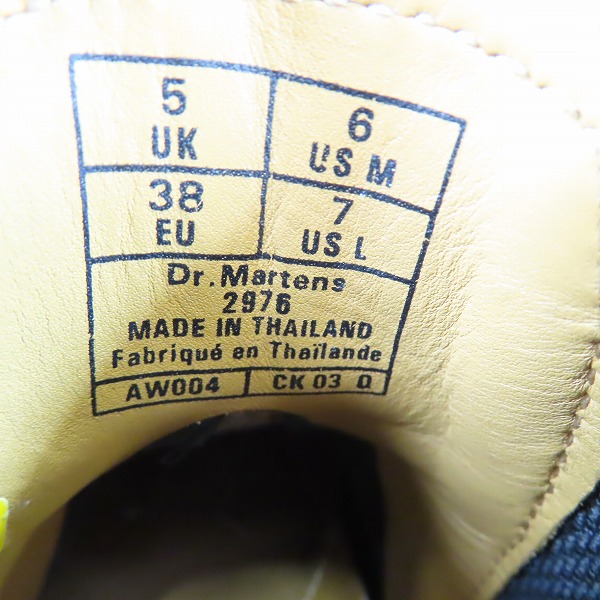 5 UK
6 US M
38 EU
7 US L
Dr. Martens
2976
MADE IN THAILAND
Fabriqué en Thaïlande
AW004 CK 03 Q